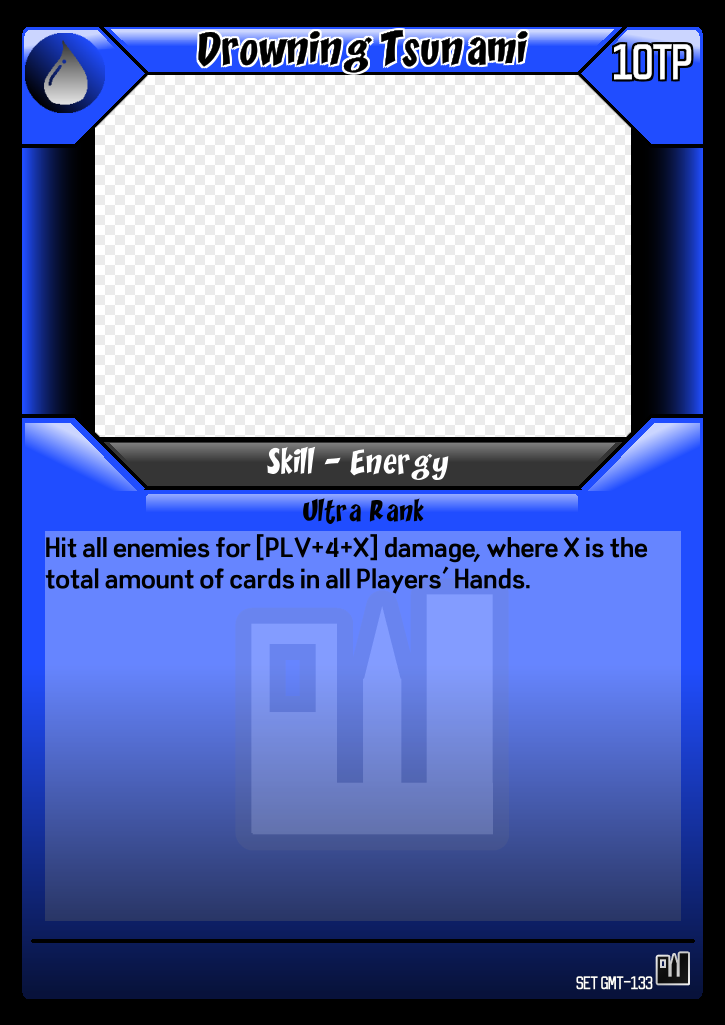 Drowning Tsunami
10TP
Skill - Energy
Ultra Rank
Hit all enemies for [PLV+4+X] damage, where X is the
total amount of cards in all Players' Hands.
SET GMT-133